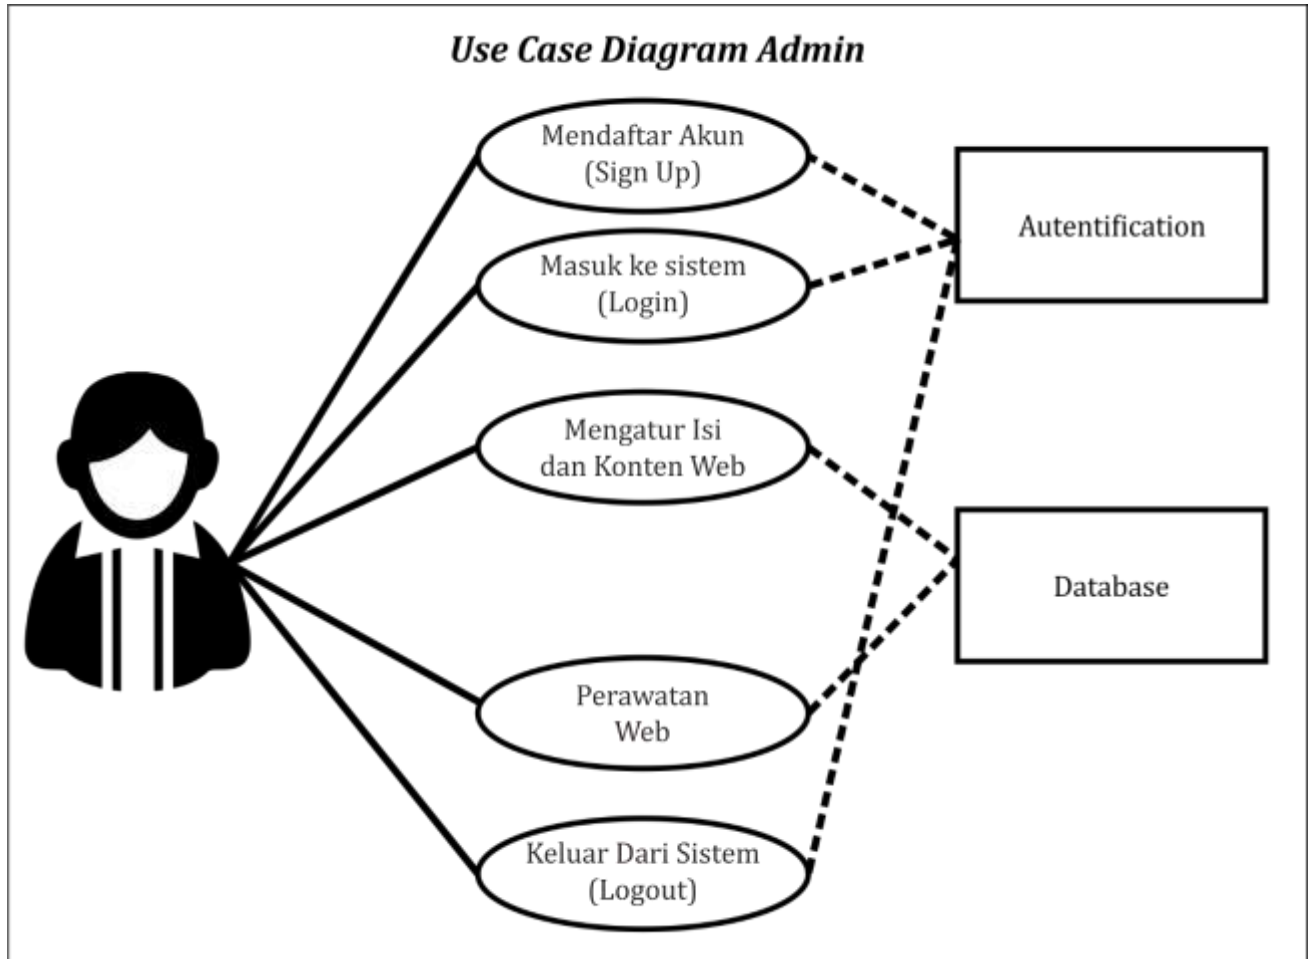 Use Case Diagram Admin
Mendaftar Akun
(Sign Up)
Masuk ke sistem
(Login)
Mengatur Isi
dan Konten Web
Perawatan
Web
Keluar Dari Sistem
(Logout)
Autentification
Database